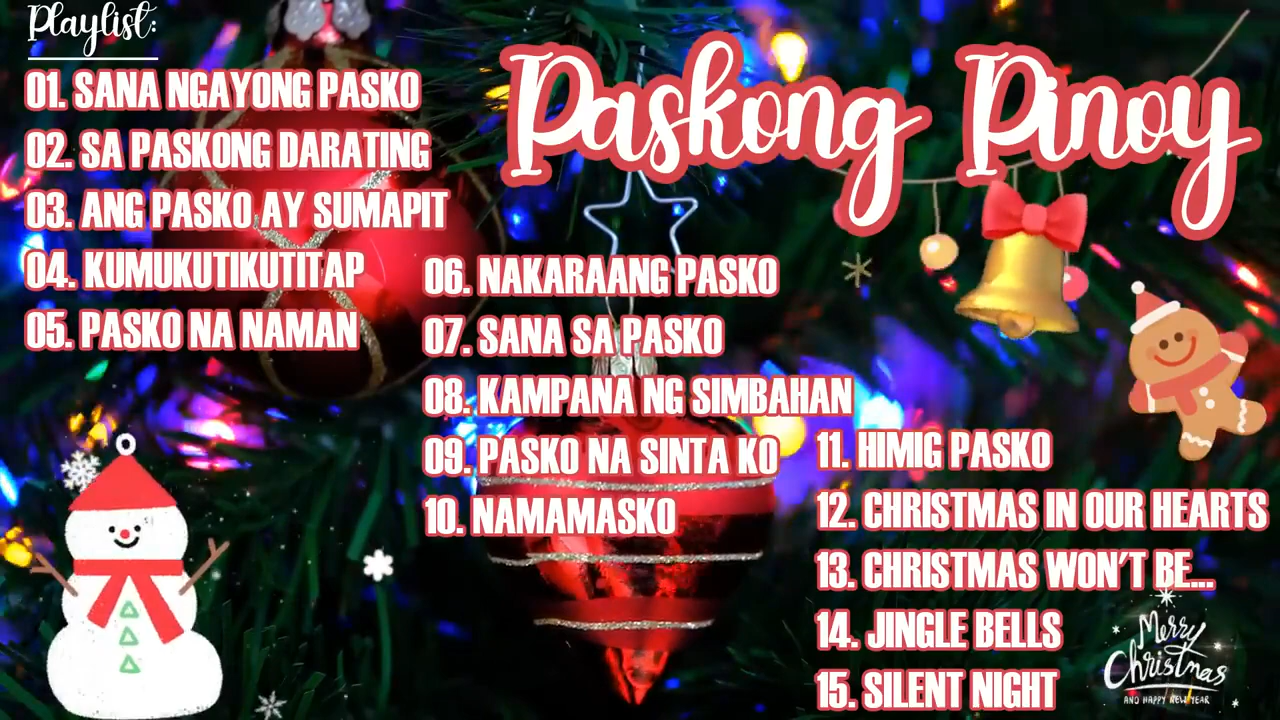 Playlist:
01. SANA NGAYONG PASKO
02. SA PASKONG DARATING
03. ANG PASKO AY SUMAPIT
04. KUMUKUTIKUTITAP
05. PASKO NA NAMAN
Paskong Pinoy
06. NAKARAANG PASKO
07. SANA SA PASKO
08. KAMPANA NG SIMBAHAN
09. PASKO NA SINTA KO
10. NAMAMASKO
11. HIMIG PASKO
12. CHRISTMAS IN OUR HEARTS
13. CHRISTMAS WON'T BE...
14. JINGLE BELLS
15. SILENT NIGHT
Merry
Christmas
AND HAPPY NEW YEAR